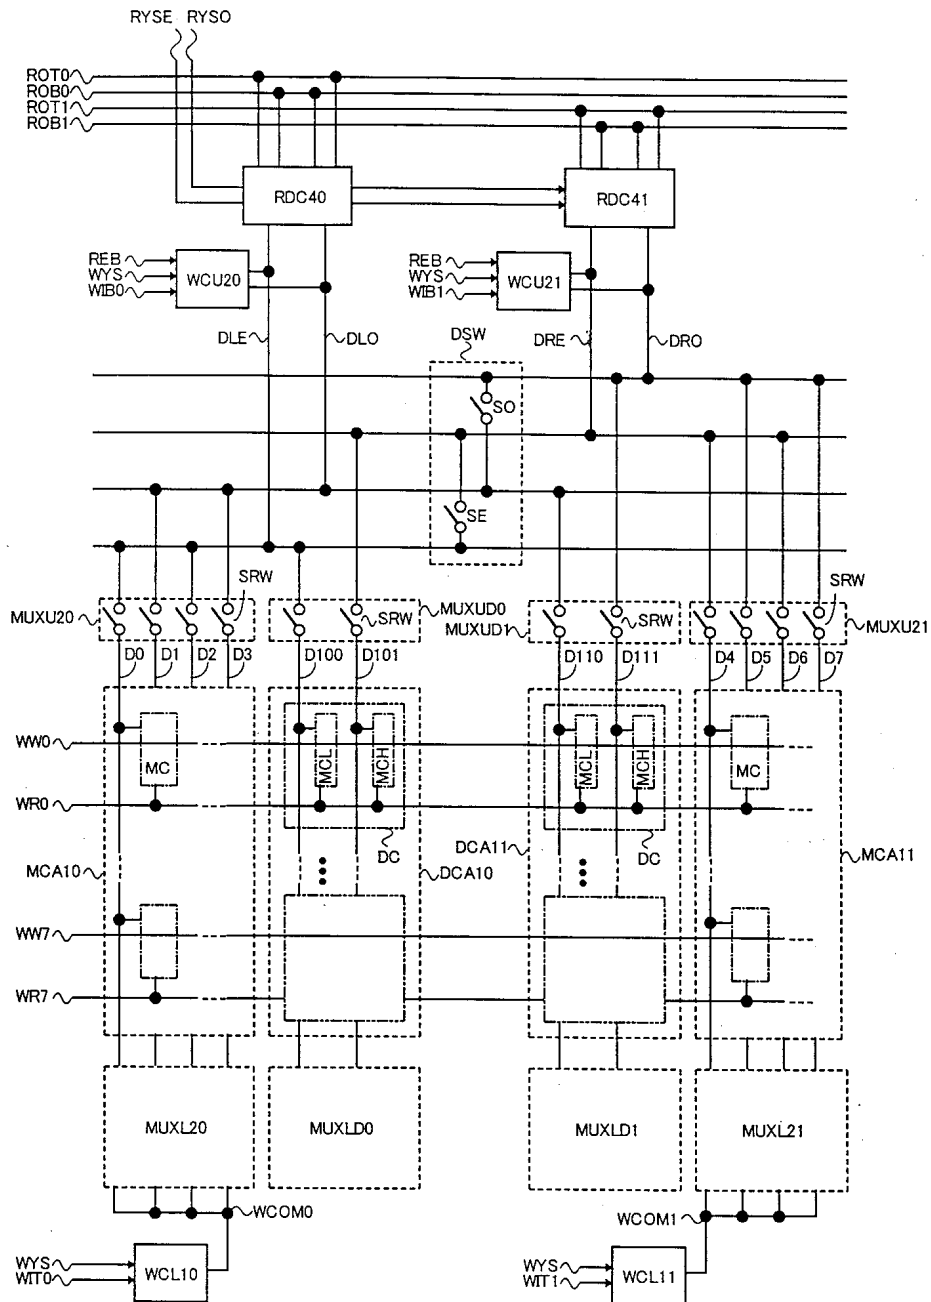 RYSE RYSO
ROT0
ROB0
ROT1
ROB1
RDC40
RDC41
REB
WYS
WIB0
WCU20
REB
WYS
WIB1
WCU21
DLE
DLO
DSW
DRE
DRO
SO
SE
SRW
MUXU20
MUXUD0
SRW
MUXUD1
SRW
SRW
MUXU21
D0 D1 D2 D3
D100 D101
D110 D111
D4 D5 D6 D7
WW0
MC
MCL
MCH
MCL
MCH
MC
WR0
DC
DC
MCA10
DCA10
DCA11
MCA11
WW7
WR7
MUXL20
MUXLD0
MUXLD1
MUXL21
WCOM0
WCOM1
WYS
WIT0
WCL10
WYS
WIT1
WCL11